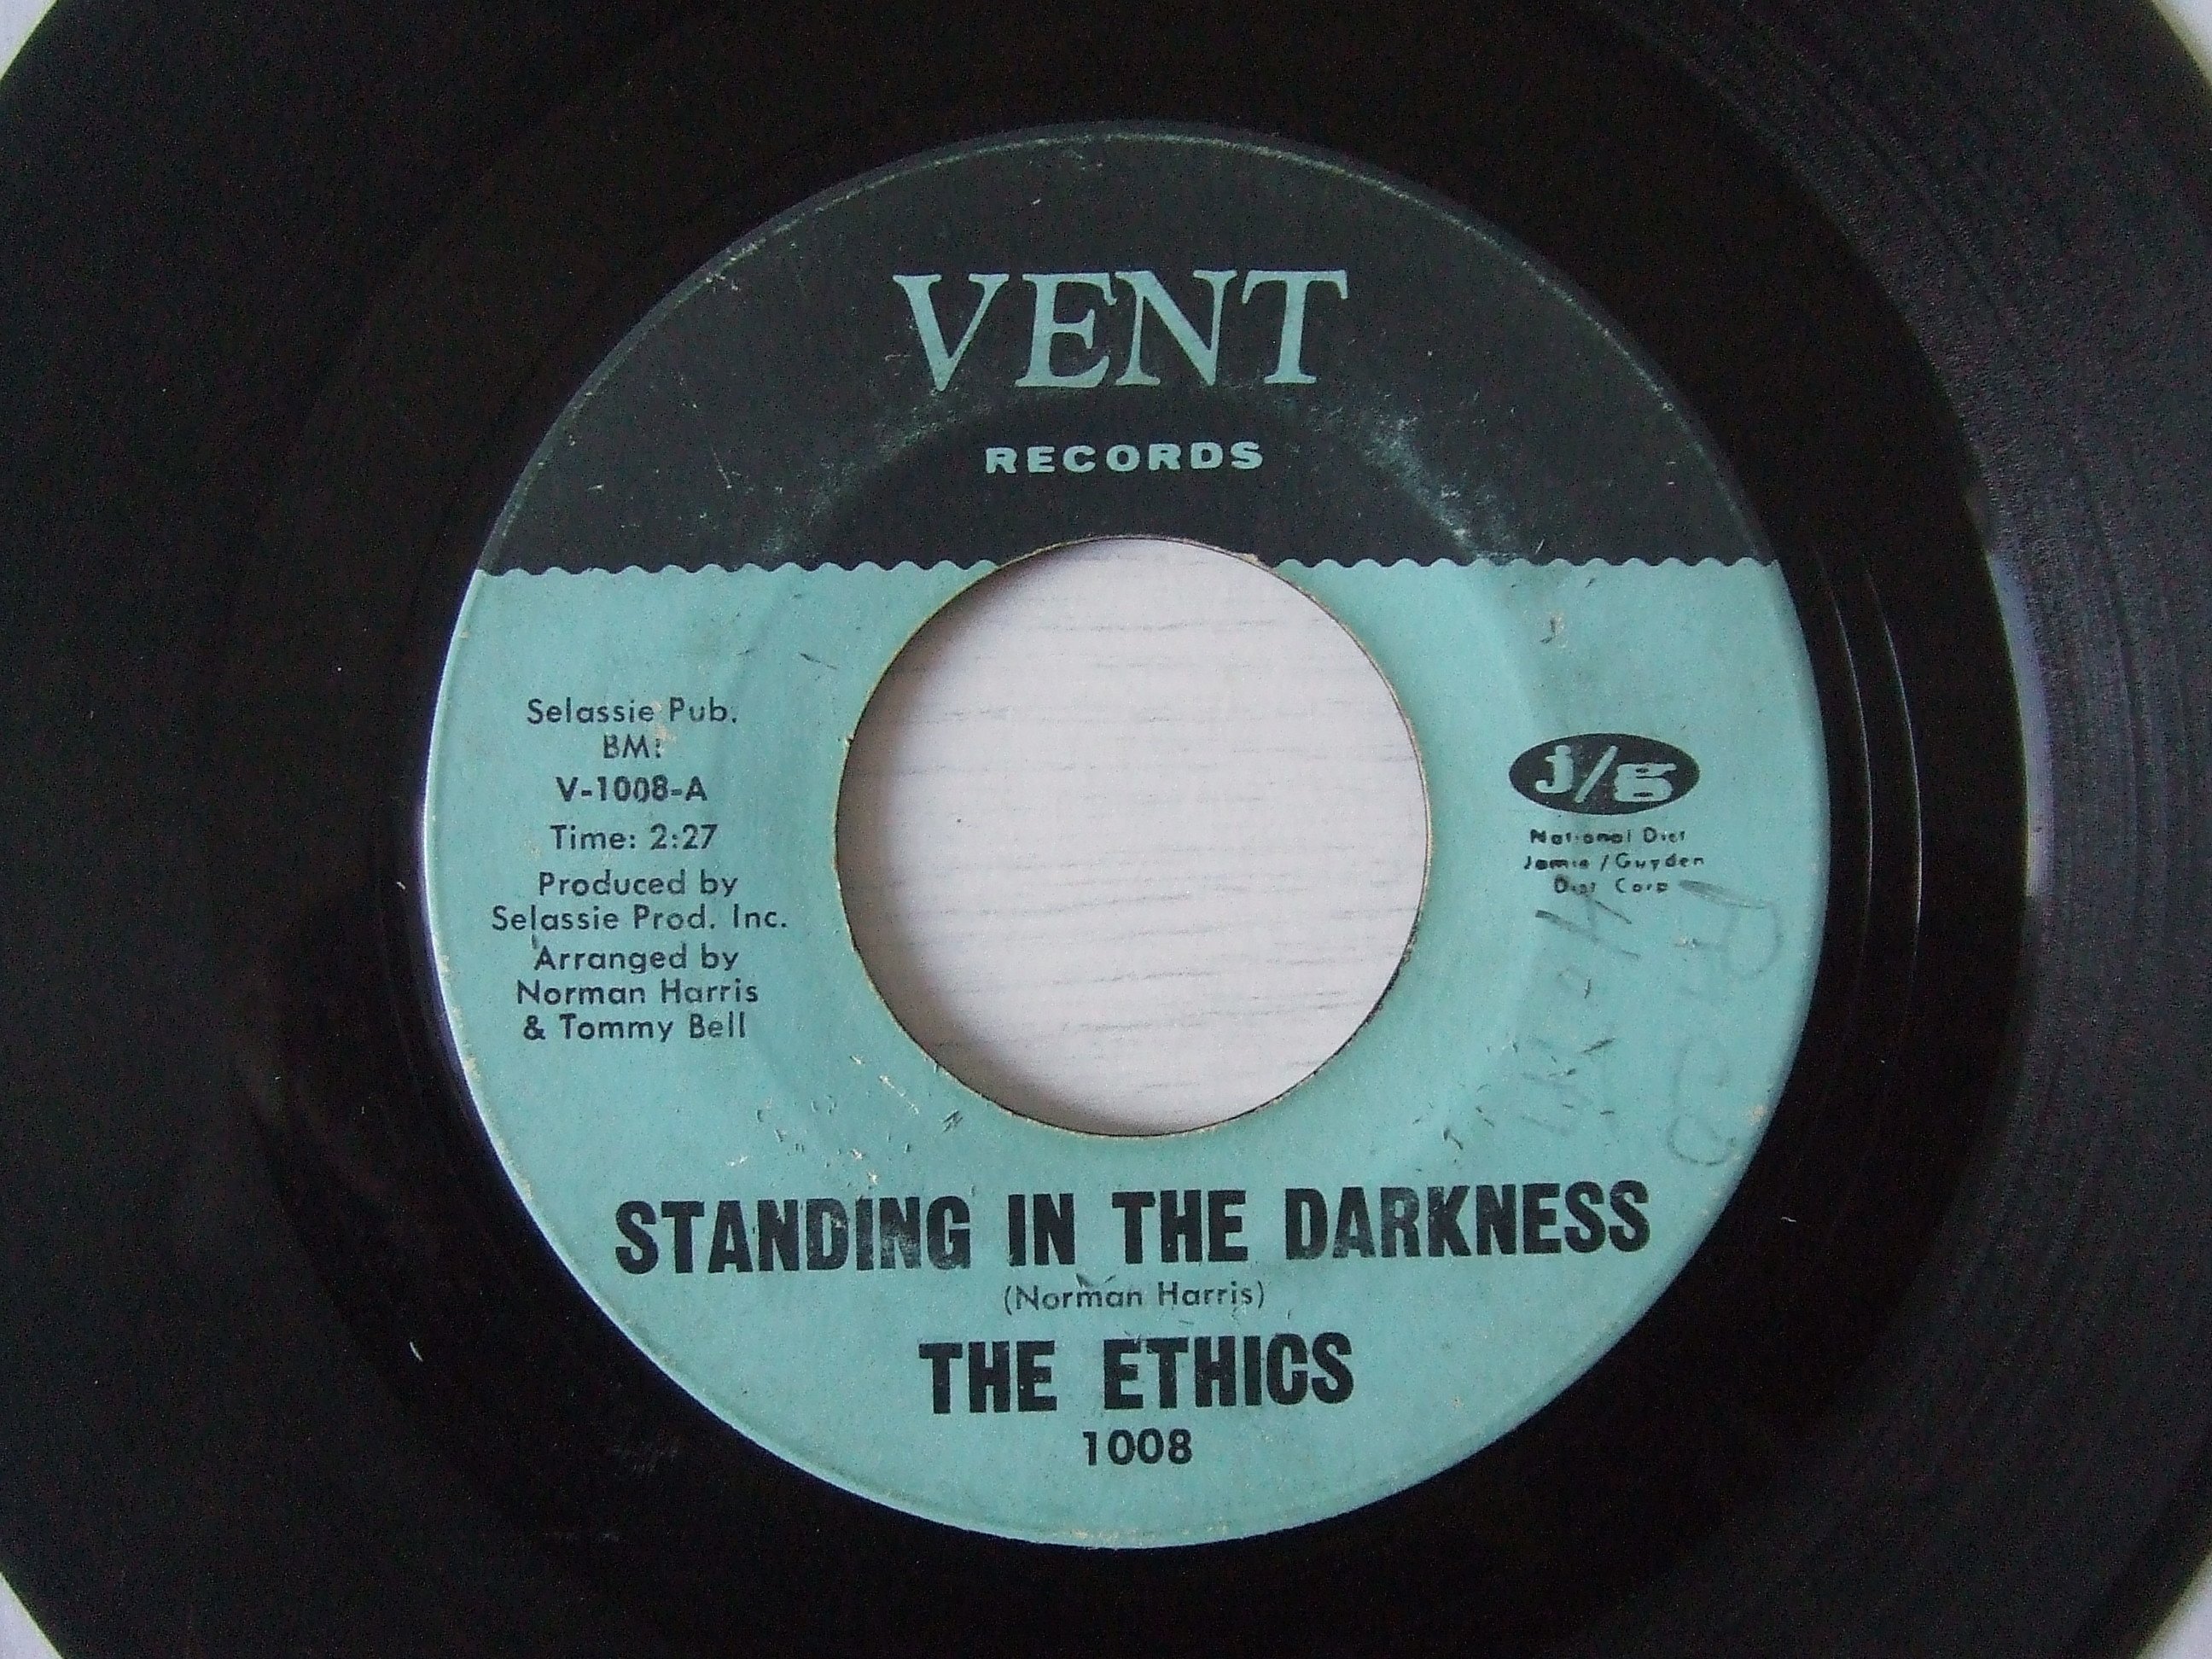 VENT
RECORDS
Selassie Pub.
BMI
V-1008-A
Time: 2:27
Produced by
Selassie Prod. Inc.
Arranged by
Norman Harris
& Tommy Bell
j/g
National Dist
Jamie / Guyden
Dist Corp
STANDING IN THE DARKNESS
(Norman Harris)
THE ETHICS
1008